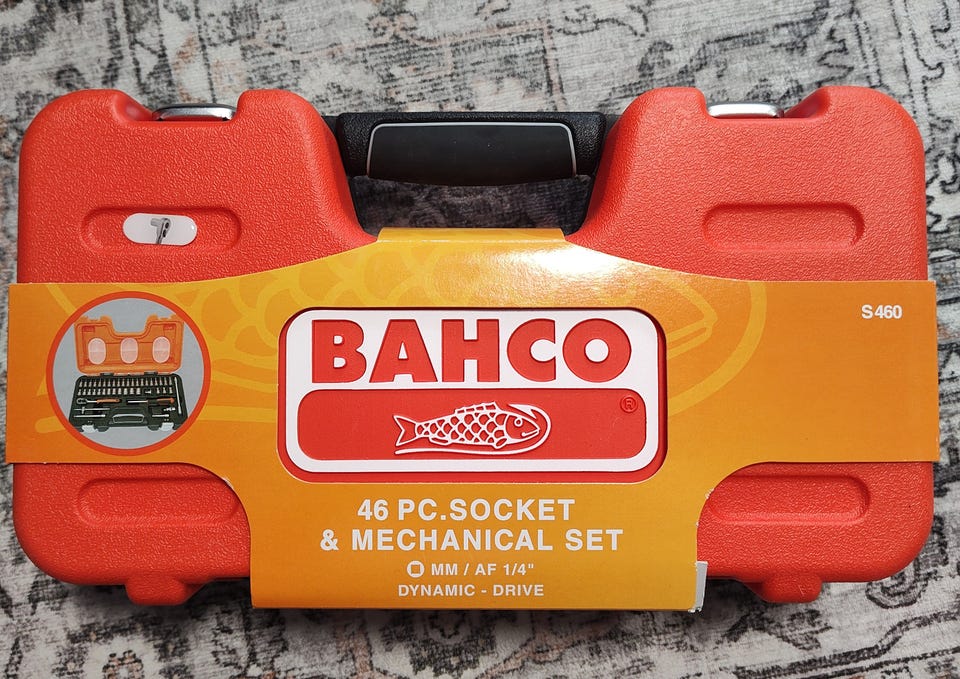 S460
BAHCO
®
46 PC.SOCKET
& MECHANICAL SET
MM / AF 1/4"
DYNAMIC - DRIVE